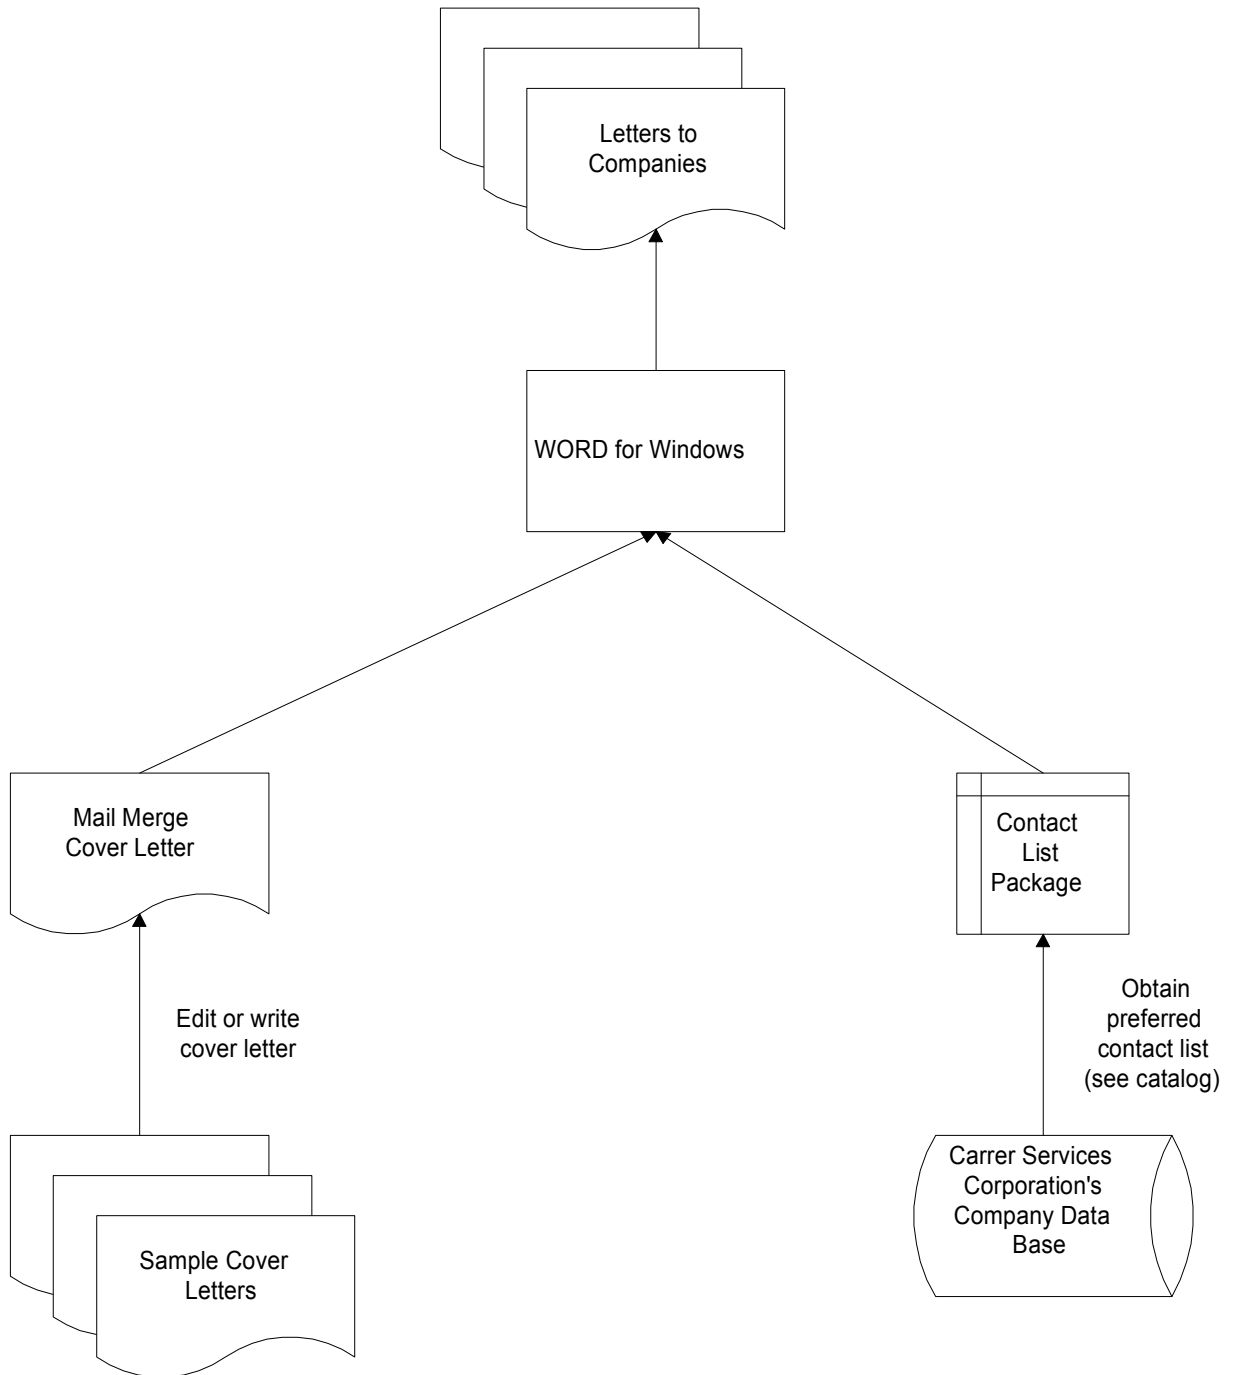 Letters to
Companies
WORD for Windows
Mail Merge
Cover Letter
Contact
List
Package
Edit or write
cover letter
Obtain
preferred
contact list
(see catalog)
Sample Cover
Letters
Carrer Services
Corporation's
Company Data
Base